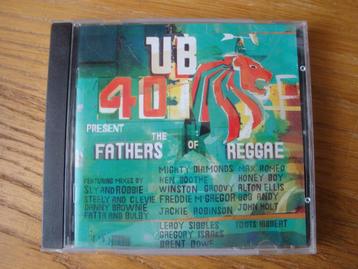 UB
40
PRESENT
THE
FATHERS OF REGGAE
FEATURING MIXES BY
SLY AND ROBBIE
STEELY AND CLEVIE
DANNY BROWNIE
FATTA AND BULBY
MIGHTY DIAMONDS
KEN BOOTHE
WINSTON GROOVY
FREDDIE McGREGOR
JACKIE ROBINSON
LEROY SIBBLES
GREGORY ISAACS
BRENT DOWE
MAX ROMEO
HONEY BOY
ALTON ELLIS
BOB ANDY
JOHN HOLT
TOOTS HIBBERT